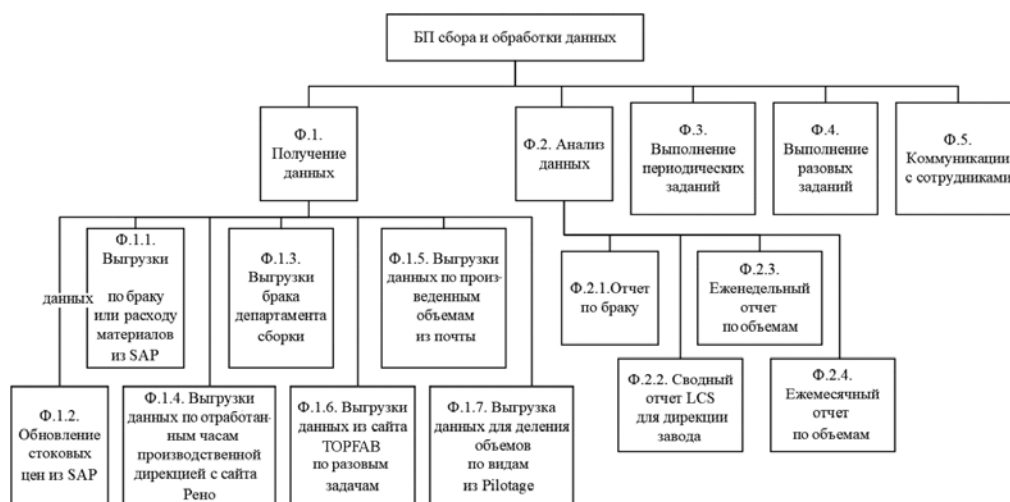 БП сбора и обработки данных
Ф.1.
Получение
данных
Ф.2. Анализ
данных
Ф.3.
Выполнение
периодических
заданий
Ф.4.
Выполнение
разовых
заданий
Ф.5.
Коммуникации
с сотрудниками
Ф.1.1.
Выгрузки
данных
по браку
или расходу
материалов
из SAP
Ф.1.3.
Выгрузки
брака
департамента
сборки
Ф.1.5. Выгрузки
данных по произ-
веденным
объемам
из почты
Ф.2.1.Отчет
по браку
Ф.2.3.
Еженедельный
отчет
по объемам
Ф.1.2.
Обновление
стоковых
цен из SAP
Ф.1.4. Выгрузки
данных по отработан-
ным часам
производственной
дирекцией с сайта
Рено
Ф.1.6. Выгрузки
данных из сайта
TOPFAB
по разовым
задачам
Ф.1.7. Выгрузка
данных для деления
объемов
по видам
из Pilotage
Ф.2.2. Сводный
отчет LCS
для дирекции
завода
Ф.2.4.
Ежемесячный
отчет
по объемам